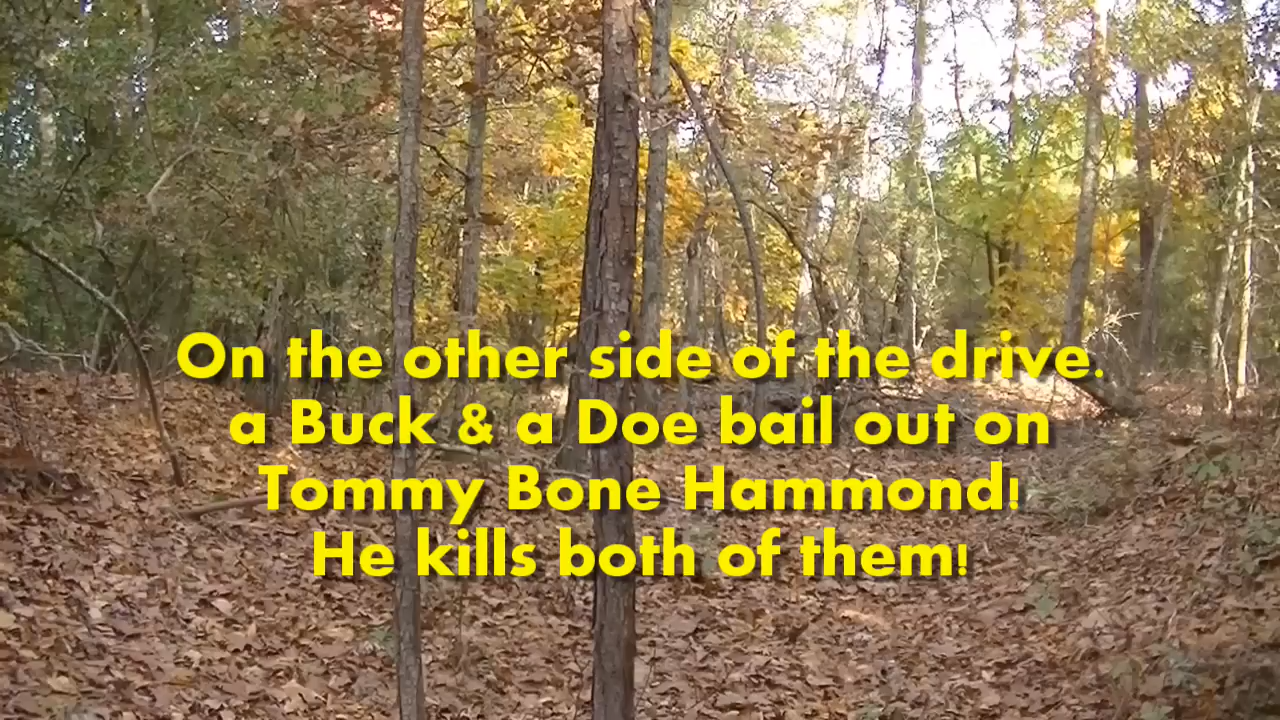 On the other side of the drive.
a Buck & a Doe bail out on
Tommy Bone Hammond!
He kills both of them!